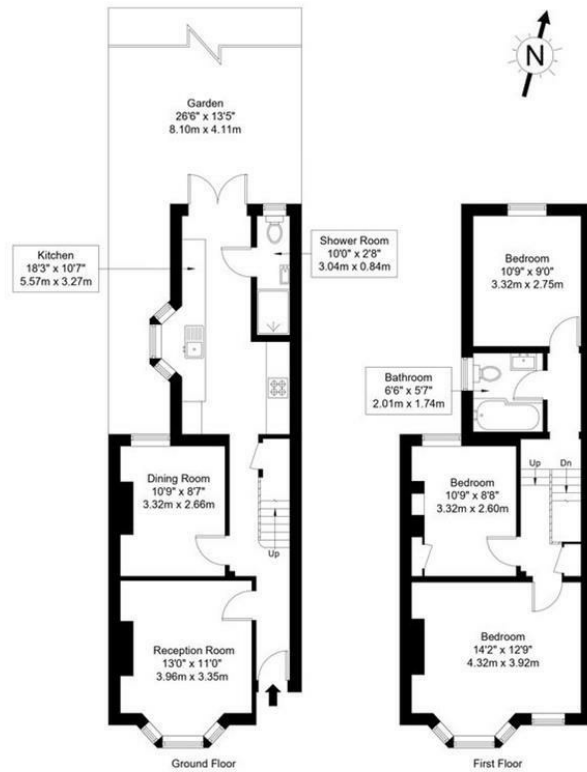 N
Garden
26'6" x 13'5"
8.10m x 4.11m
Kitchen
18'3" x 10'7"
5.57m x 3.27m
Shower Room
10'0" x 2'8"
3.04m x 0.84m
Dining Room
10'9" x 8'7"
3.32m x 2.66m
Up
Reception Room
13'0" x 11'0"
3.96m x 3.35m
Ground Floor
Bedroom
10'9" x 9'0"
3.32m x 2.75m
Bathroom
6'6" x 5'7"
2.01m x 1.74m
Up Dn
Bedroom
10'9" x 8'8"
3.32m x 2.60m
Bedroom
14'2" x 12'9"
4.32m x 3.92m
First Floor